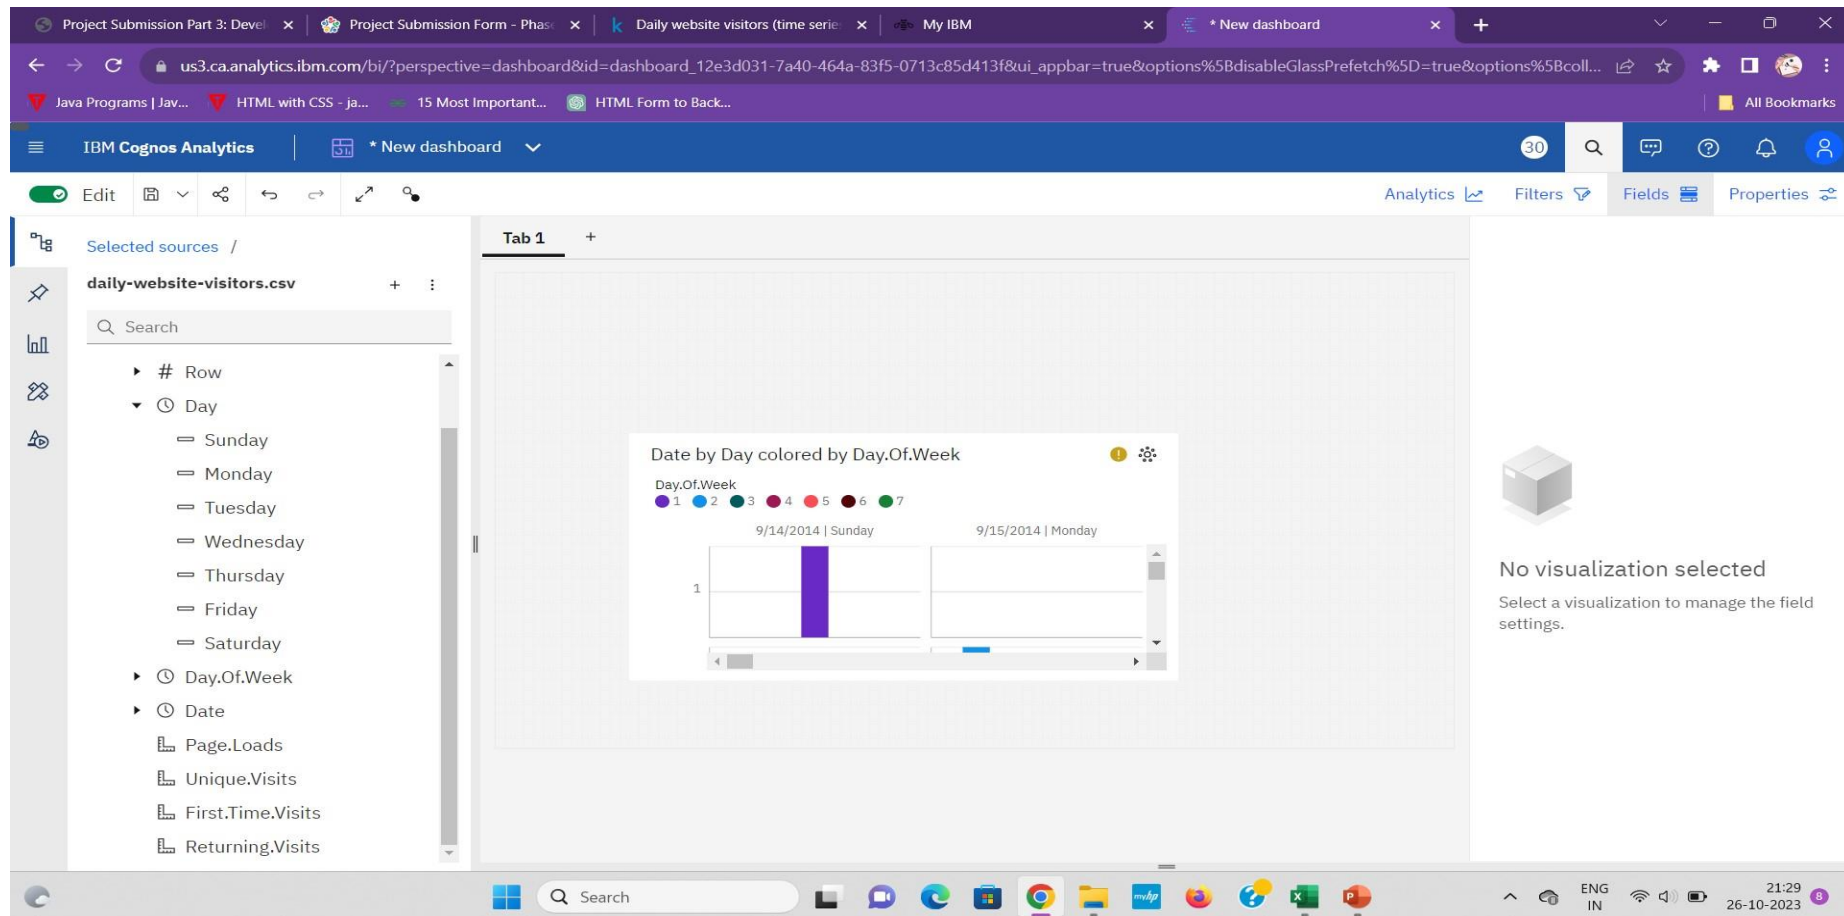 Project Submission Part 3: Devel
Project Submission Form - Phase
Daily website visitors (time serie
My IBM
* New dashboard
us3.ca.analytics.ibm.com/bi/?perspective=dashboard&id=dashboard_12e3d031-7a40-464a-83f5-0713c85d413f&ui_appbar=true&options%5BdisableGlassPrefetch%5D=true&options%5Bcoll...
Java Programs | Jav...
HTML with CSS - ja...
15 Most Important...
HTML Form to Back...
All Bookmarks
IBM Cognos Analytics
* New dashboard
30
Edit
Analytics
Filters
Fields
Properties
Selected sources /
daily-website-visitors.csv
Search
# Row
Day
Sunday
Monday
Tuesday
Wednesday
Thursday
Friday
Saturday
Day.Of.Week
Date
Page.Loads
Unique.Visits
First.Time.Visits
Returning.Visits
Tab 1
Date by Day colored by Day.Of.Week
Day.Of.Week
1 2 3 4 5 6 7
9/14/2014 | Sunday
9/15/2014 | Monday
1
No visualization selected
Select a visualization to manage the field
settings.
Search
myhp
ENG
IN
21:29
26-10-2023
8